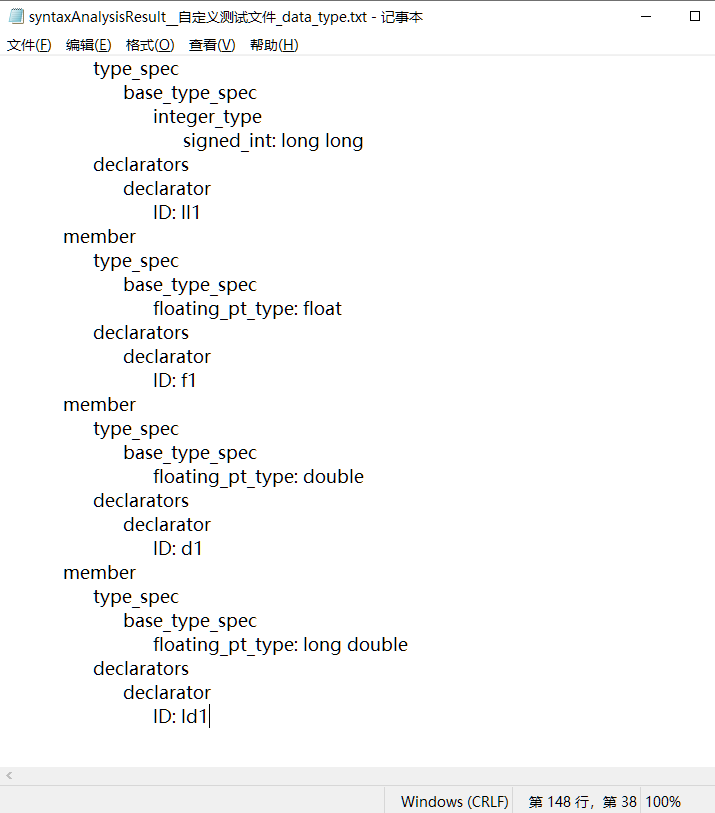 syntaxAnalysisResult__自定义测试文件_data_type.txt - 记事本
文件(F) 编辑(E) 格式(O) 查看(V) 帮助(H)
type_spec
base_type_spec
integer_type
signed_int: long long
declarators
declarator
ID: ll1
member
type_spec
base_type_spec
floating_pt_type: float
declarators
declarator
ID: f1
member
type_spec
base_type_spec
floating_pt_type: double
declarators
declarator
ID: d1
member
type_spec
base_type_spec
floating_pt_type: long double
declarators
declarator
ID: ld1
Windows (CRLF) 第 148 行，第 38 100%